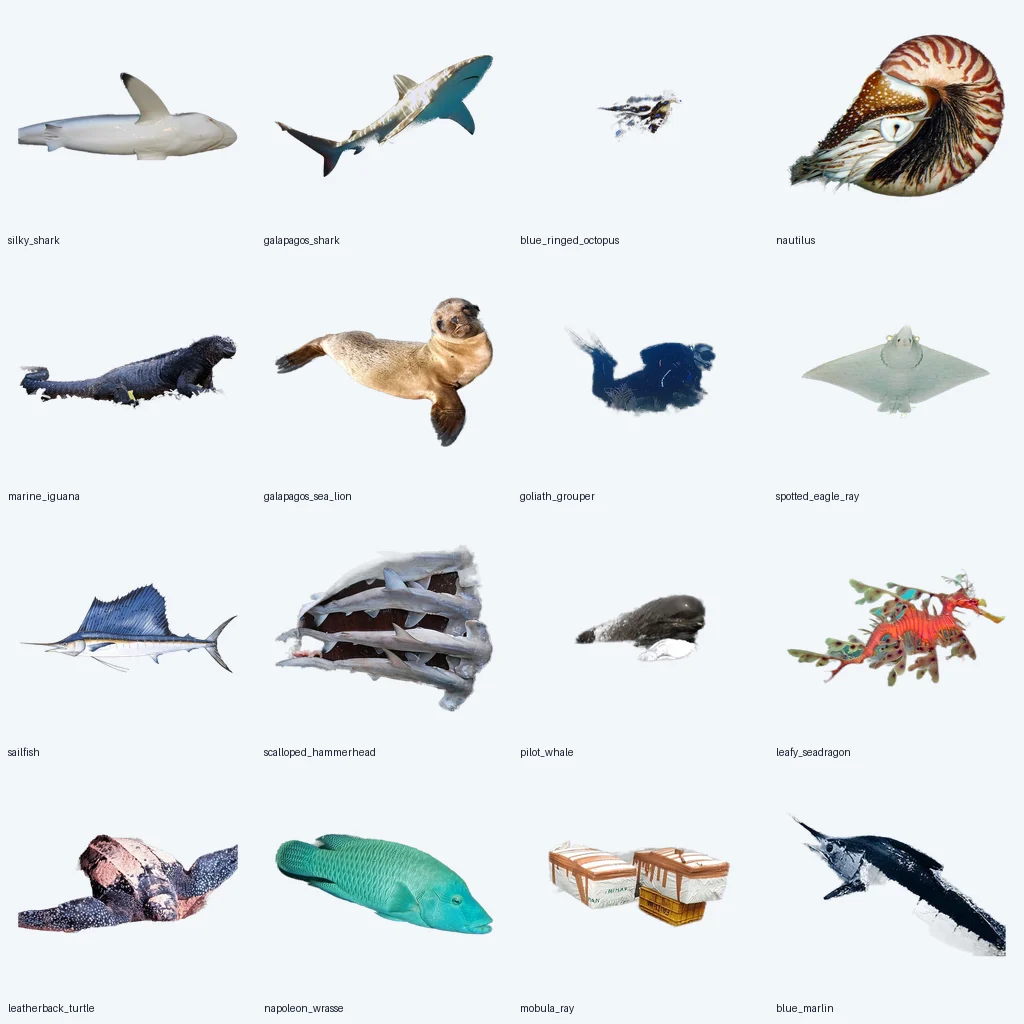 silky_shark
galapagos_shark
blue_ringed_octopus
nautilus
marine_iguana
galapagos_sea_lion
goliath_grouper
spotted_eagle_ray
sailfish
scalloped_hammerhead
pilot_whale
leafy_seadragon
leatherback_turtle
napoleon_wrasse
mobula_ray
blue_marlin